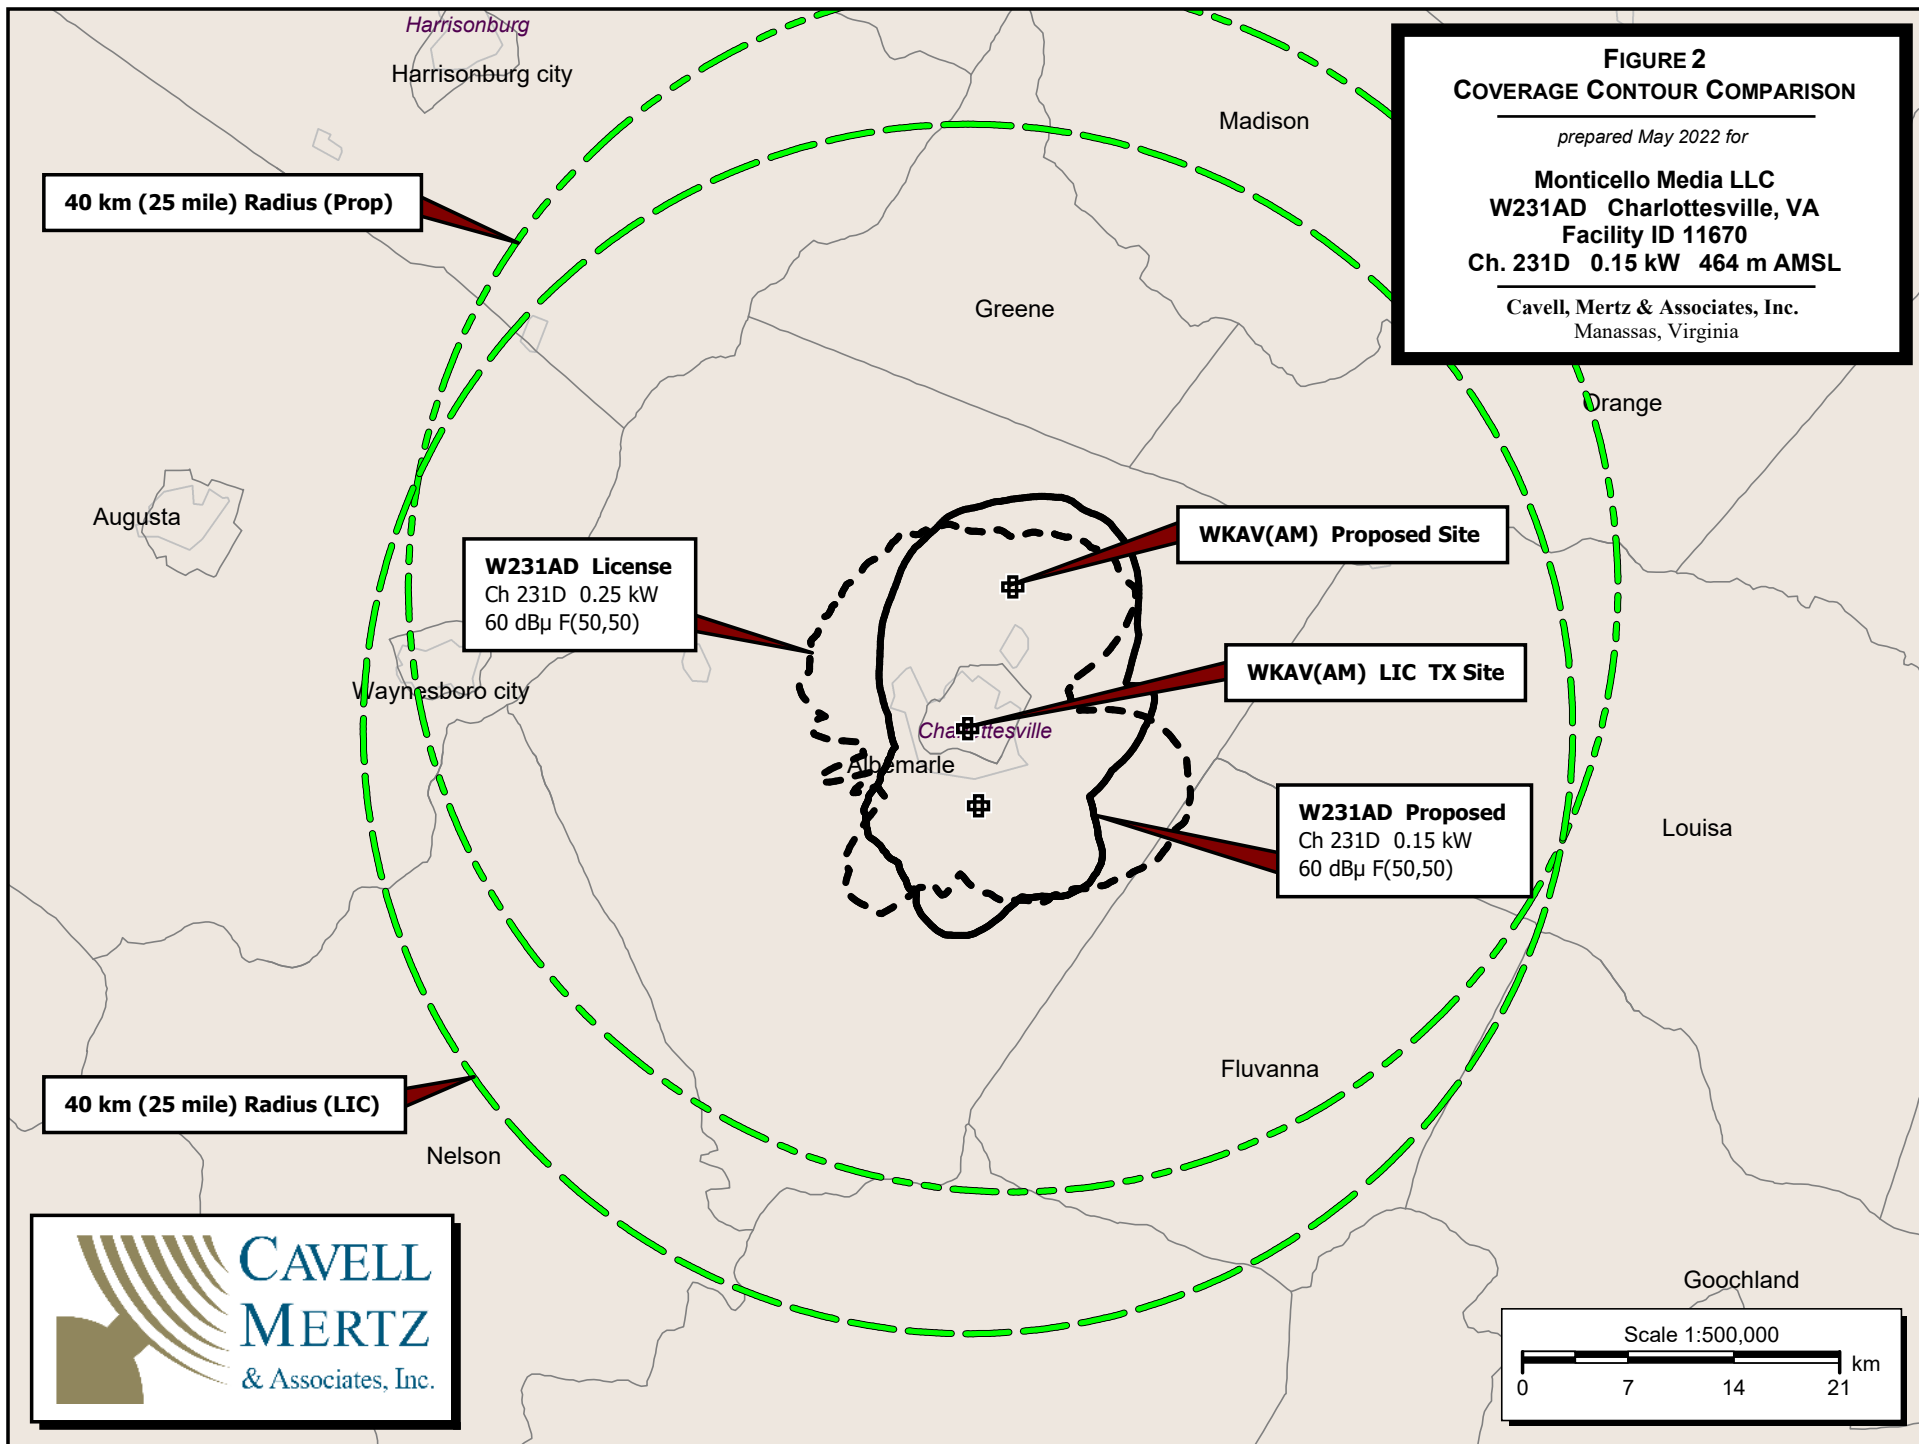 Harrisonburg
Harrisonburg city
Madison
FIGURE 2
COVERAGE CONTOUR COMPARISON
prepared May 2022 for
Monticello Media LLC
W231AD Charlottesville, VA
Facility ID 11670
Ch. 231D 0.15 kW 464 m AMSL
Cavell, Mertz & Associates, Inc.
Manassas, Virginia
40 km (25 mile) Radius (Prop)
Greene
Orange
Augusta
WKAV(AM) Proposed Site
W231AD License
Ch 231D 0.25 kW
60 dBµ F(50,50)
WKAV(AM) LIC TX Site
Waynesboro city
Charlottesville
Albemarle
W231AD Proposed
Ch 231D 0.15 kW
60 dBµ F(50,50)
Louisa
Fluvanna
40 km (25 mile) Radius (LIC)
Nelson
CAVELL
MERTZ
& Associates, Inc.
Goochland
Scale 1:500,000
km
0 7 14 21